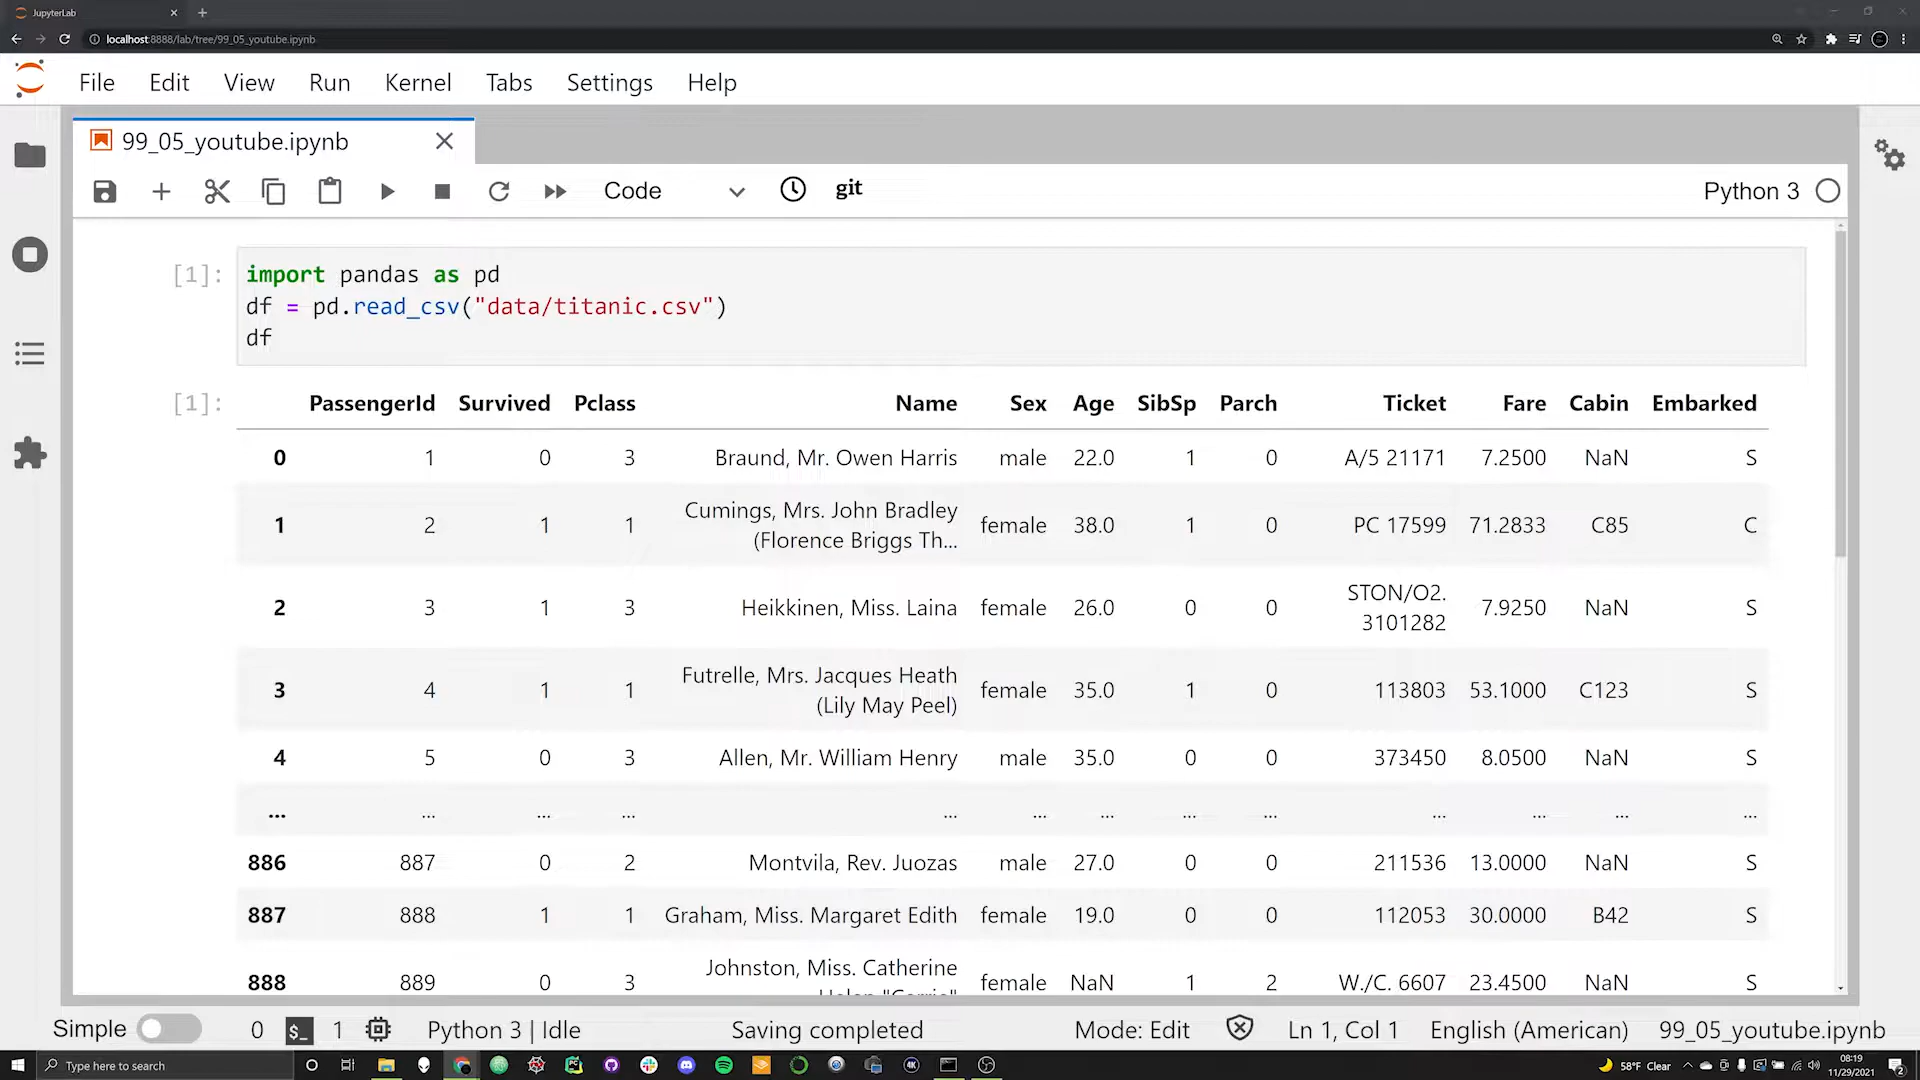 JupyterLab
localhost:8888/lab/tree/99_05_youtube.ipynb
File Edit View Run Kernel Tabs Settings Help
99_05_youtube.ipynb
Code git Python 3
[1]: import pandas as pd
df = pd.read_csv("data/titanic.csv")
df
[1]: PassengerId Survived Pclass Name Sex Age SibSp Parch Ticket Fare Cabin Embarked
0 1 0 3 Braund, Mr. Owen Harris male 22.0 1 0 A/5 21171 7.2500 NaN S
Cumings, Mrs. John Bradley
1 2 1 1 (Florence Briggs Th... female 38.0 1 0 PC 17599 71.2833 C85 C
STON/O2.
2 3 1 3 Heikkinen, Miss. Laina female 26.0 0 0 3101282 7.9250 NaN S
Futrelle, Mrs. Jacques Heath
3 4 1 1 (Lily May Peel) female 35.0 1 0 113803 53.1000 C123 S
4 5 0 3 Allen, Mr. William Henry male 35.0 0 0 373450 8.0500 NaN S
... ... ... ... ... ... ... ... ... ... ... ... ...
886 887 0 2 Montvila, Rev. Juozas male 27.0 0 0 211536 13.0000 NaN S
887 888 1 1 Graham, Miss. Margaret Edith female 19.0 0 0 112053 30.0000 B42 S
Johnston, Miss. Catherine
888 889 0 3 female NaN 1 2 W./C. 6607 23.4500 NaN S
Simple 0 $_ 1 Python 3 | Idle Saving completed Mode: Edit Ln 1, Col 1 English (American) 99_05_youtube.ipynb
Type here to search 4K 58°F Clear 08:19
11/29/2021 2